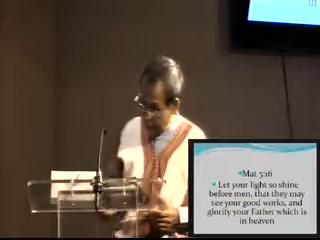 •Mat 5:16
• Let your light so shine
before men, that they may
see your good works, and
glorify your Father which is
in heaven